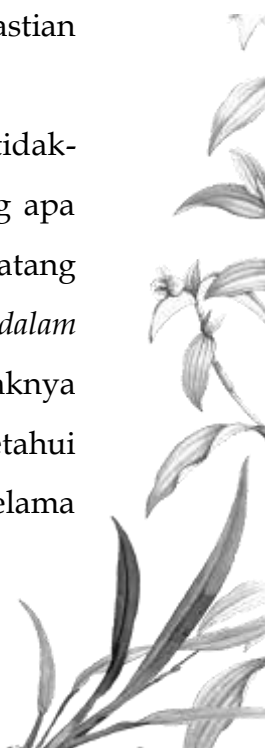 astian
tidak-
g apa
atang
dalam
aknya
etahui
elama